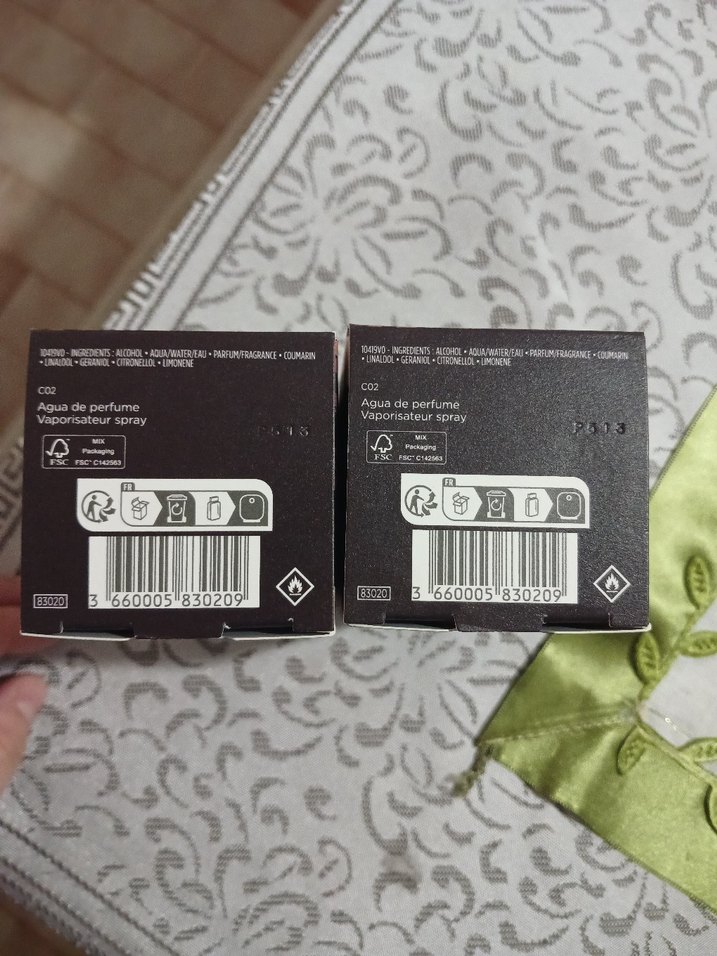 10419V0 - INGREDIENTS : ALCOHOL • AQUA/WATER/EAU • PARFUM/FRAGRANCE • COUMARIN
• LINALOOL • GERANIOL • CITRONELLOL • LIMONENE
C02
Agua de perfume
Vaporisateur spray
P513
MIX
Packaging
FSC
FSC® C142563
FR
83020
3 660005 830209
10419V0 - INGREDIENTS : ALCOHOL • AQUA/WATER/EAU • PARFUM/FRAGRANCE • COUMARIN
• LINALOOL • GERANIOL • CITRONELLOL • LIMONENE
C02
Agua de perfume
Vaporisateur spray
P513
MIX
Packaging
FSC
FSC® C142563
FR
83020
3 660005 830209